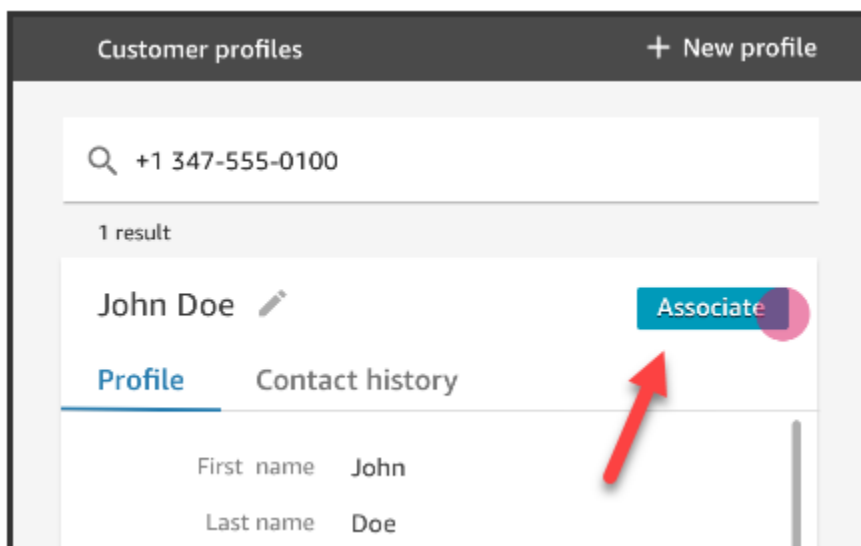 Customer profiles + New profile
+1 347-555-0100
1 result
John Doe Associate
Profile Contact history
First name John
Last name Doe